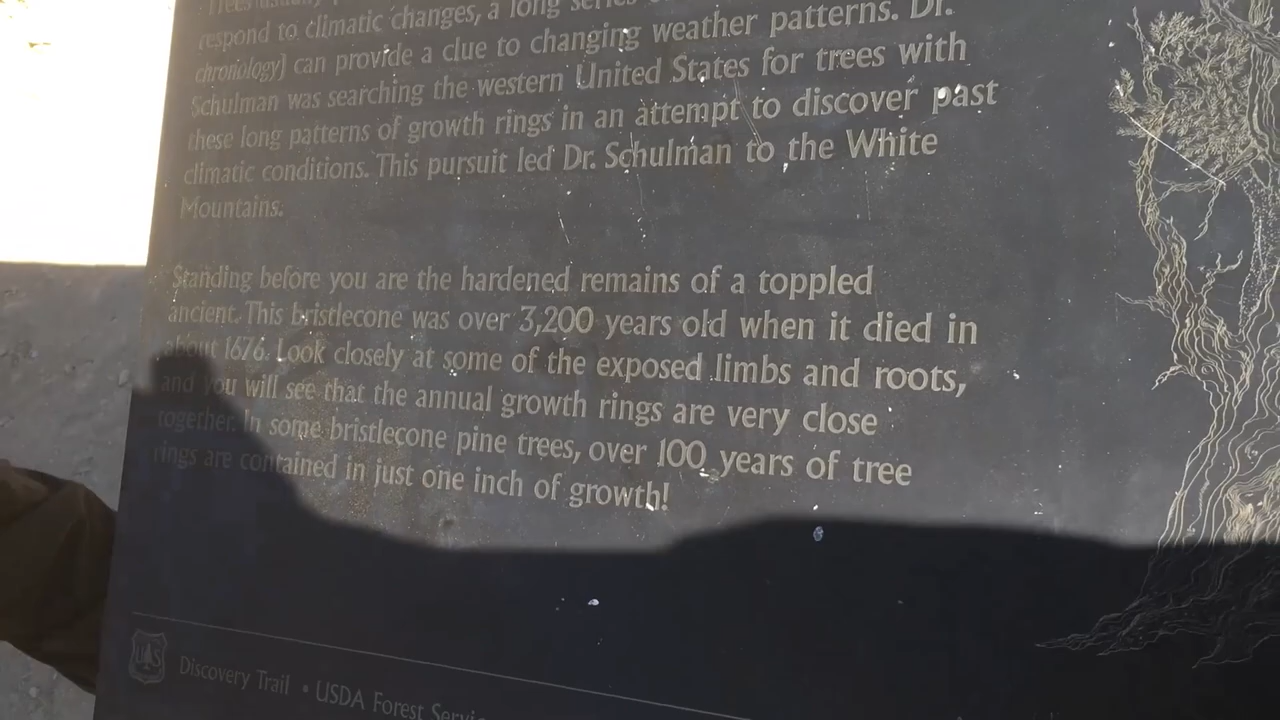 Trees usually
respond to climatic changes, a long series
chronology) can provide a clue to changing weather patterns. Dr.
Schulman was searching the western United States for trees with
these long patterns of growth rings in an attempt to discover past
climatic conditions. This pursuit led Dr. Schulman to the White
Mountains.
Standing before you are the hardened remains of a toppled
ancient. This bristlecone was over 3,200 years old when it died in
about 1676. Look closely at some of the exposed limbs and roots,
and you will see that the annual growth rings are very close
together. In some bristlecone pine trees, over 100 years of tree
rings are contained in just one inch of growth!
U S
Discovery Trail • USDA Forest Servic